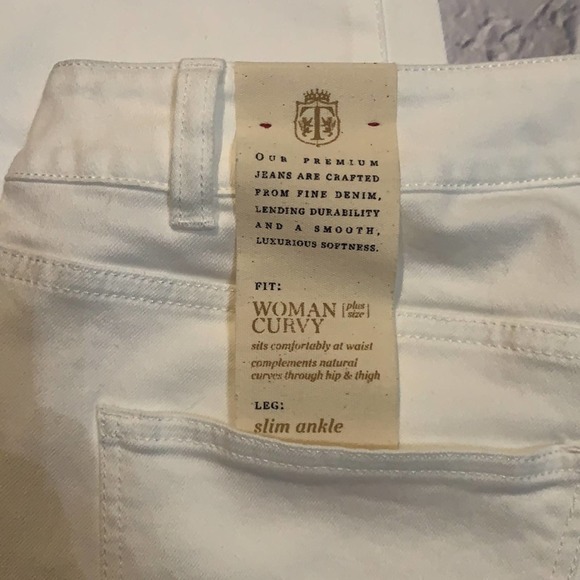 T
OUR PREMIUM
JEANS ARE CRAFTED
FROM FINE DENIM,
LENDING DURABILITY
AND A SMOOTH,
LUXURIOUS SOFTNESS.
FIT:
WOMAN [plus size]
CURVY
sits comfortably at waist
complements natural
curves through hip & thigh
LEG:
slim ankle